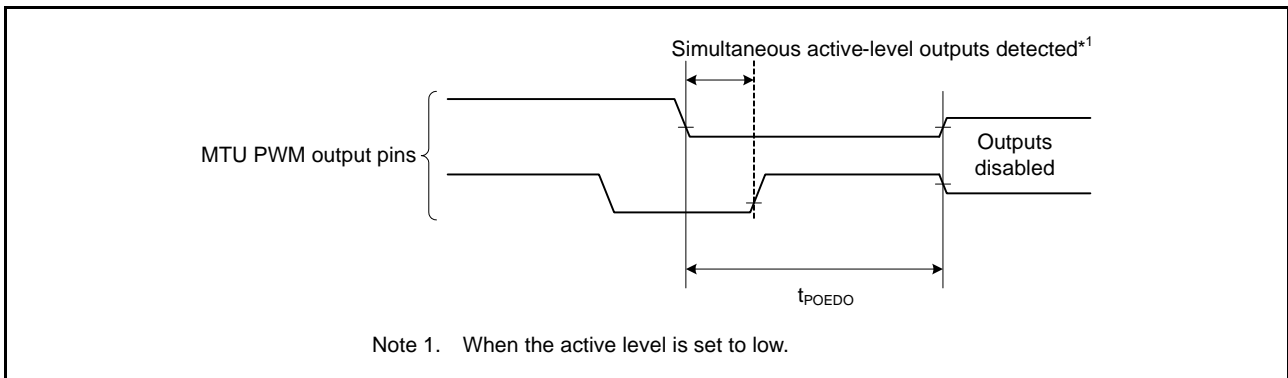 Simultaneous active-level outputs detected*1
MTU PWM output pins
Outputs
disabled
tPOEDO
Note 1. When the active level is set to low.